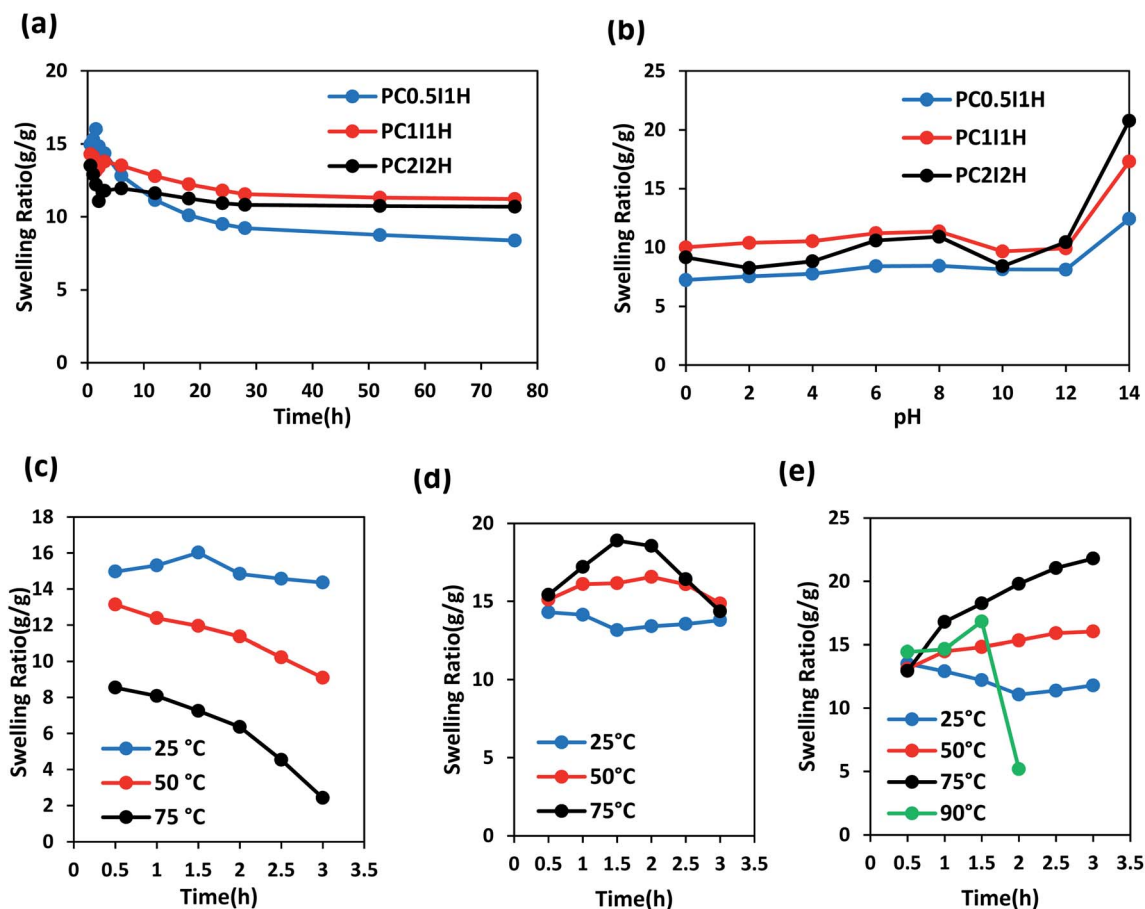 (a)
Swelling Ratio(g/g)
20
15
10
5
0
PC0.5I1H
PC1I1H
PC2I2H
0 10 20 30 40 50 60 70 80
Time(h)
(b)
Swelling Ratio(g/g)
25
20
15
10
5
0
PC0.5I1H
PC1I1H
PC2I2H
0 2 4 6 8 10 12 14
pH
(c)
Swelling Ratio(g/g)
18
16
14
12
10
8
6
4
2
0
25 °C
50 °C
75 °C
0 0.5 1 1.5 2 2.5 3 3.5
Time(h)
(d)
Swelling Ratio(g/g)
20
15
10
5
0
25°C
50°C
75°C
0 0.5 1 1.5 2 2.5 3 3.5
Time(h)
(e)
Swelling Ratio(g/g)
25
20
15
10
5
0
25°C
50°C
75°C
90°C
0 0.5 1 1.5 2 2.5 3 3.5
Time(h)